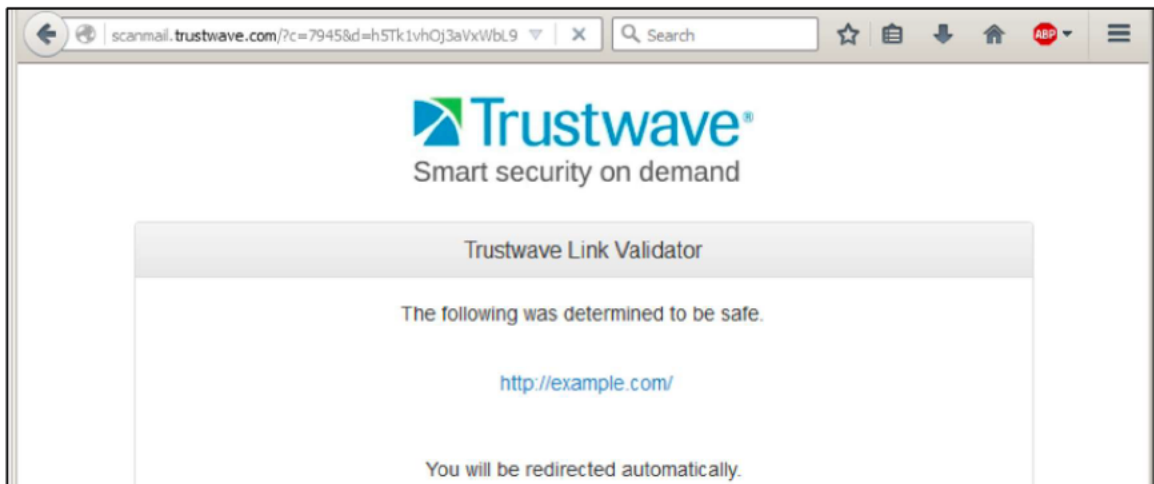 scanmail.trustwave.com/?c=7945&d=h5Tk1vhOj3aVxWbL9
Search
ABP
Trustwave®
Smart security on demand
Trustwave Link Validator
The following was determined to be safe.
http://example.com/
You will be redirected automatically.